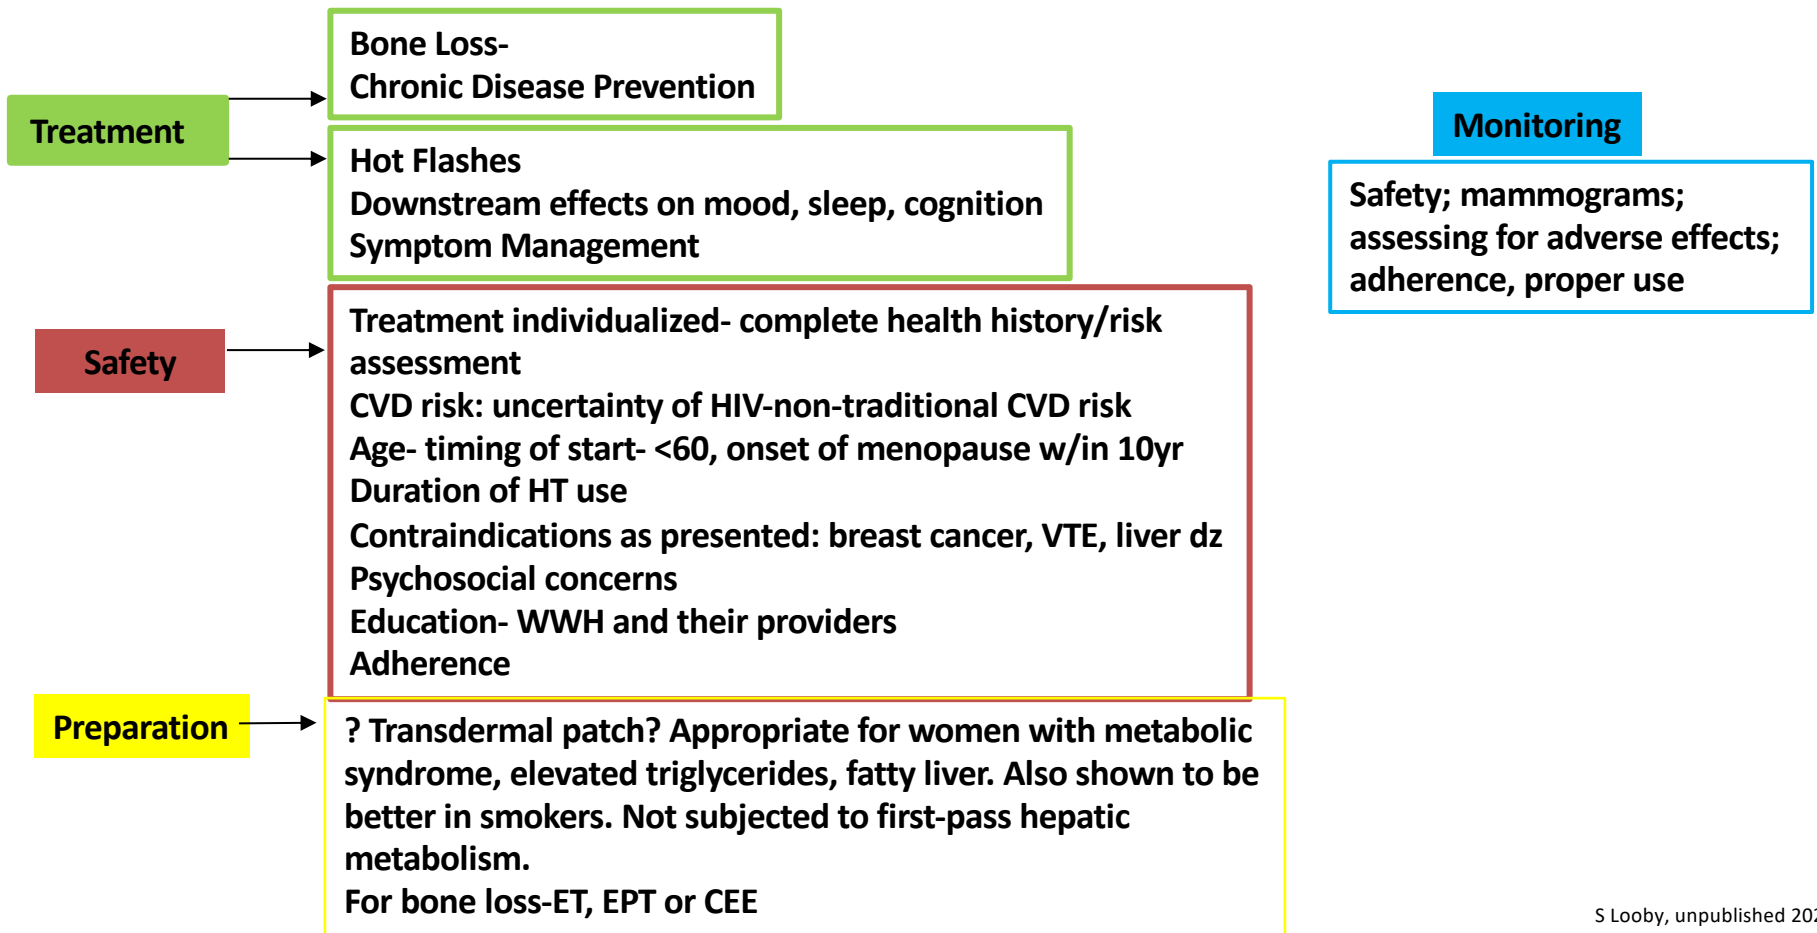 Treatment
Bone Loss-
Chronic Disease Prevention
Hot Flashes
Downstream effects on mood, sleep, cognition
Symptom Management
Monitoring
Safety; mammograms;
assessing for adverse effects;
adherence, proper use
Safety
Treatment individualized- complete health history/risk
assessment
CVD risk: uncertainty of HIV-non-traditional CVD risk
Age- timing of start- <60, onset of menopause w/in 10yr
Duration of HT use
Contraindications as presented: breast cancer, VTE, liver dz
Psychosocial concerns
Education- WWH and their providers
Adherence
Preparation
? Transdermal patch? Appropriate for women with metabolic
syndrome, elevated triglycerides, fatty liver. Also shown to be
better in smokers. Not subjected to first-pass hepatic
metabolism.
For bone loss-ET, EPT or CEE
S Looby, unpublished